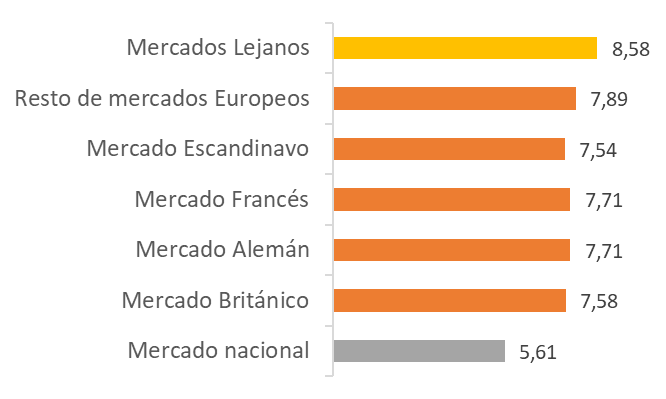 Mercados Lejanos 8,58
Resto de mercados Europeos 7,89
Mercado Escandinavo 7,54
Mercado Francés 7,71
Mercado Alemán 7,71
Mercado Británico 7,58
Mercado nacional 5,61